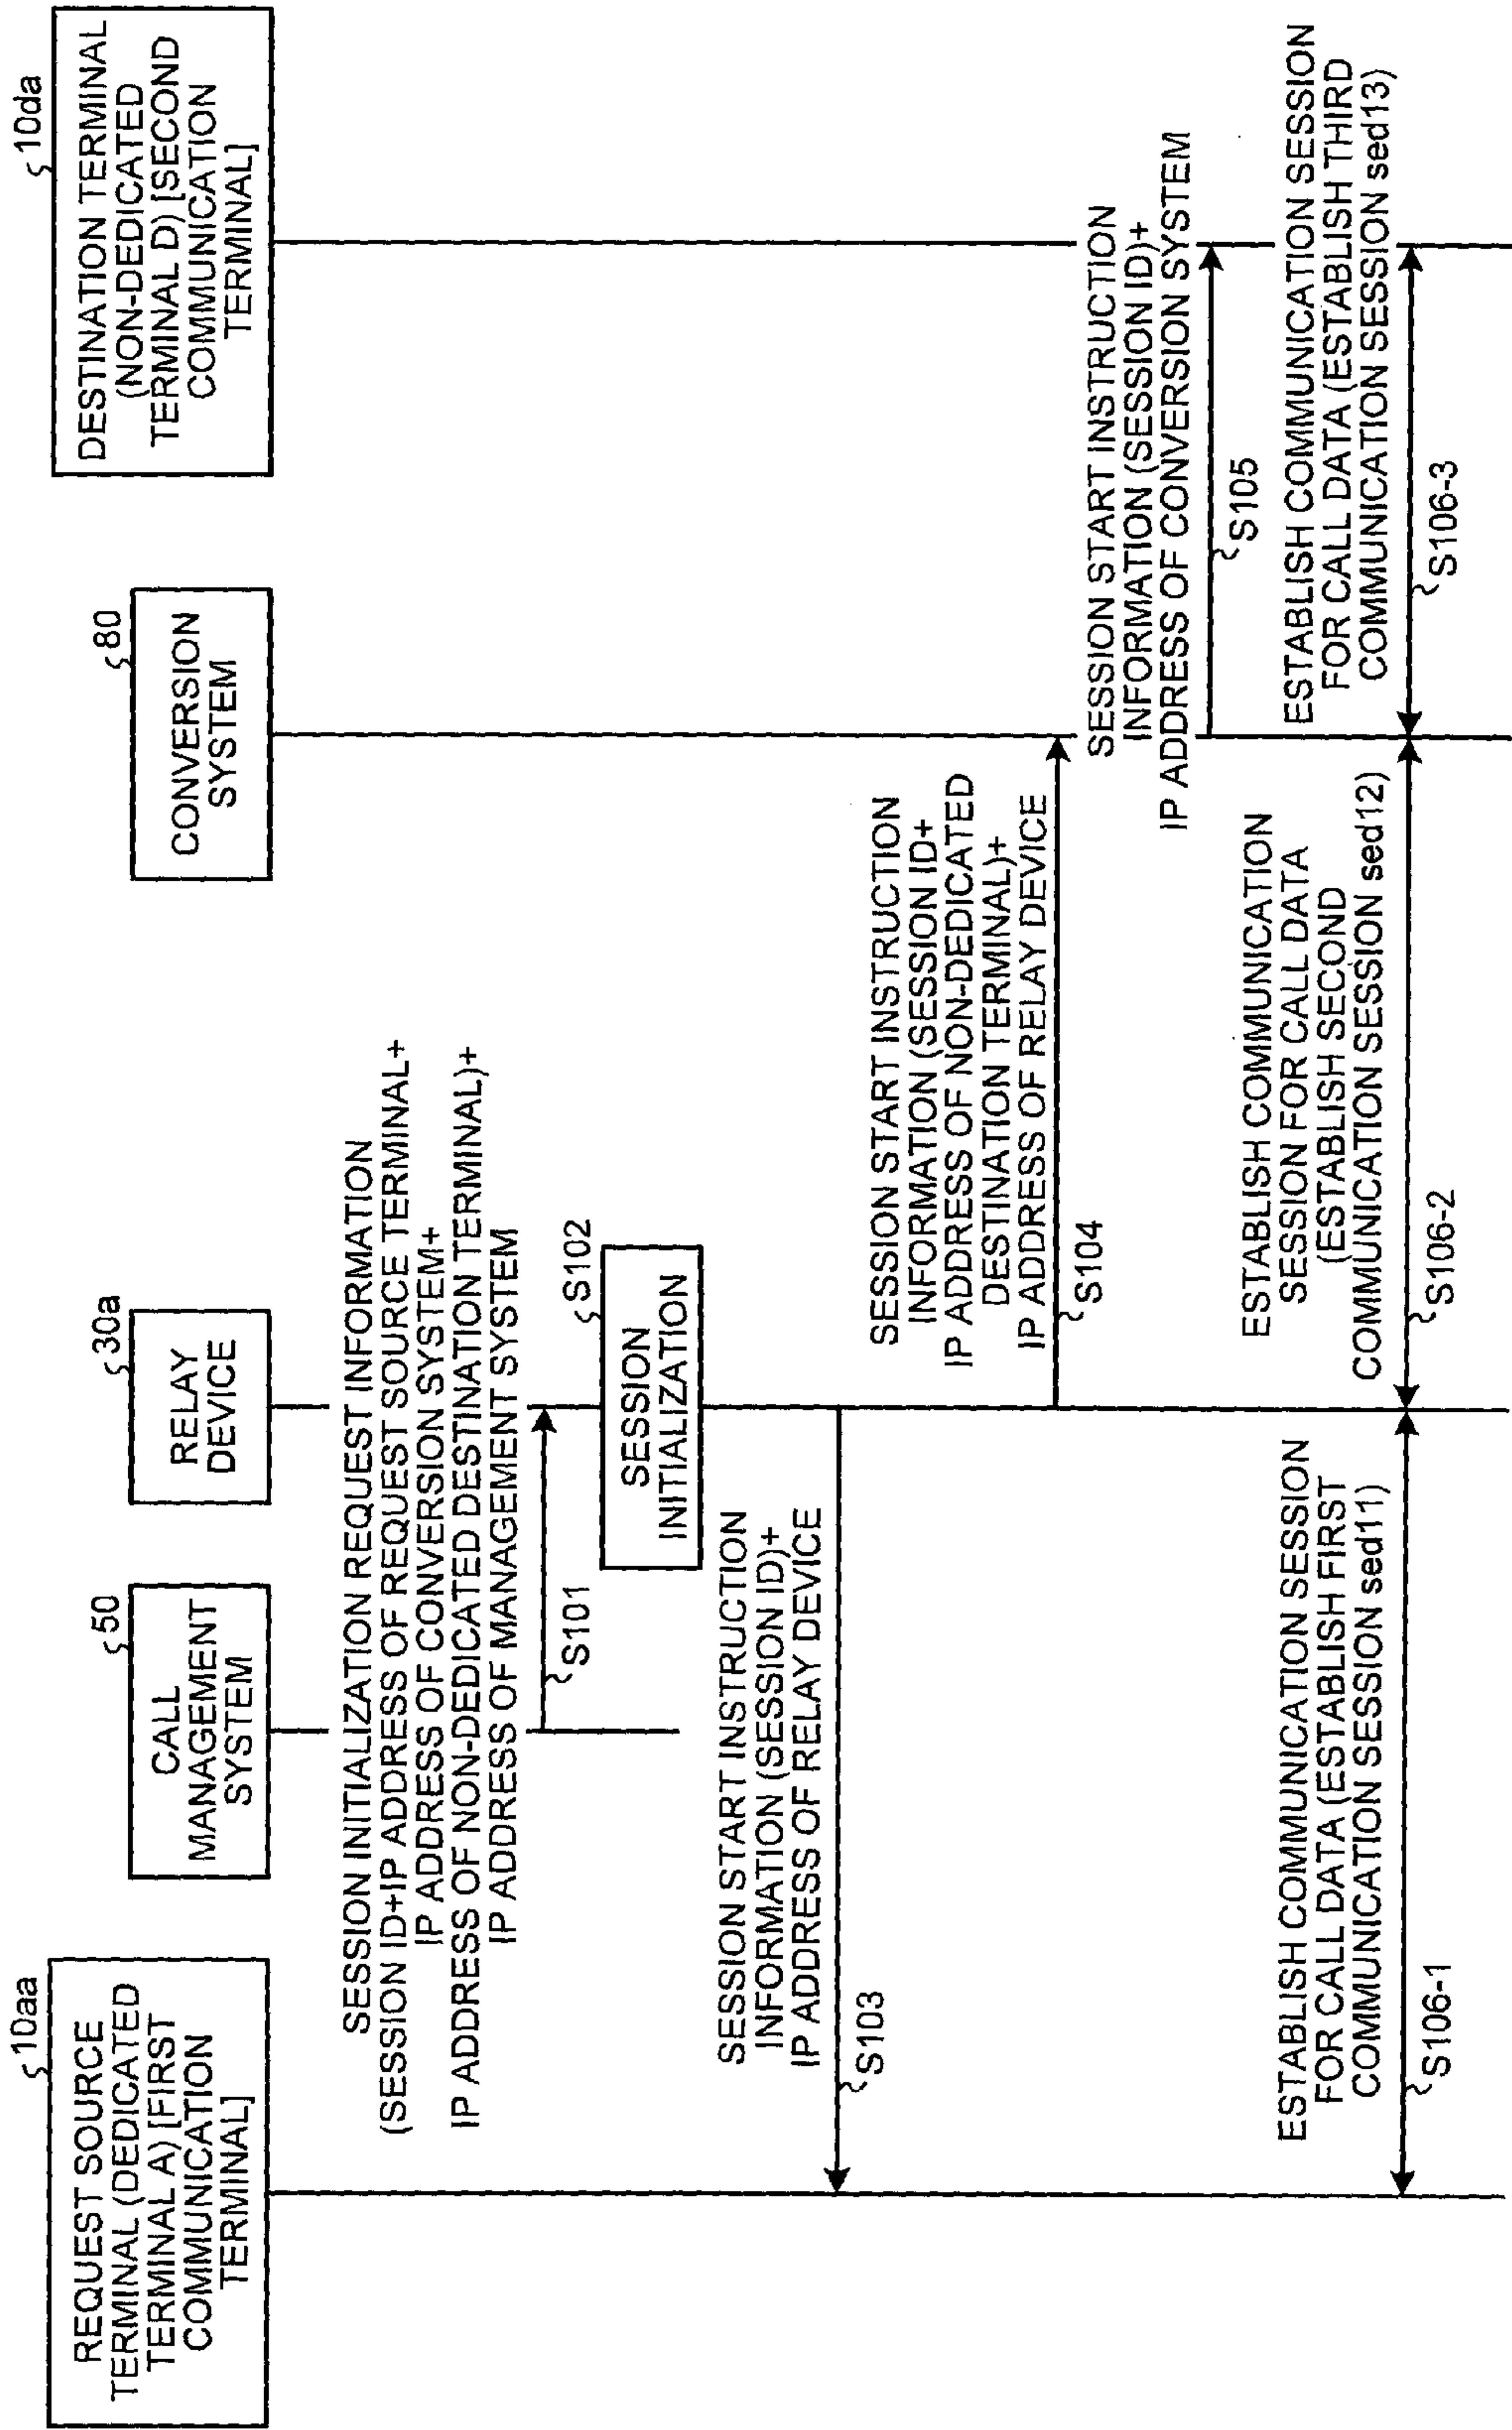 10aa
REQUEST SOURCE
TERMINAL (DEDICATED
TERMINAL A) [FIRST
COMMUNICATION
TERMINAL]
50
CALL
MANAGEMENT
SYSTEM
30a
RELAY
DEVICE
80
CONVERSION
SYSTEM
10da
DESTINATION TERMINAL
(NON-DEDICATED
TERMINAL D) [SECOND
COMMUNICATION
TERMINAL]
SESSION INITIALIZATION REQUEST INFORMATION
(SESSION ID+IP ADDRESS OF REQUEST SOURCE TERMINAL+
IP ADDRESS OF CONVERSION SYSTEM+
IP ADDRESS OF NON-DEDICATED DESTINATION TERMINAL)+
IP ADDRESS OF MANAGEMENT SYSTEM
S101
S102
SESSION
INITIALIZATION
SESSION START INSTRUCTION
INFORMATION (SESSION ID)+
IP ADDRESS OF RELAY DEVICE
S103
SESSION START INSTRUCTION
INFORMATION (SESSION ID+
IP ADDRESS OF NON-DEDICATED
DESTINATION TERMINAL)+
IP ADDRESS OF RELAY DEVICE
S104
SESSION START INSTRUCTION
INFORMATION (SESSION ID)+
IP ADDRESS OF CONVERSION SYSTEM
S105
ESTABLISH COMMUNICATION SESSION
FOR CALL DATA (ESTABLISH FIRST
COMMUNICATION SESSION sed11)
S106-1
ESTABLISH COMMUNICATION
SESSION FOR CALL DATA
(ESTABLISH SECOND
COMMUNICATION SESSION sed12)
S106-2
ESTABLISH COMMUNICATION SESSION
FOR CALL DATA (ESTABLISH THIRD
COMMUNICATION SESSION sed13)
S106-3